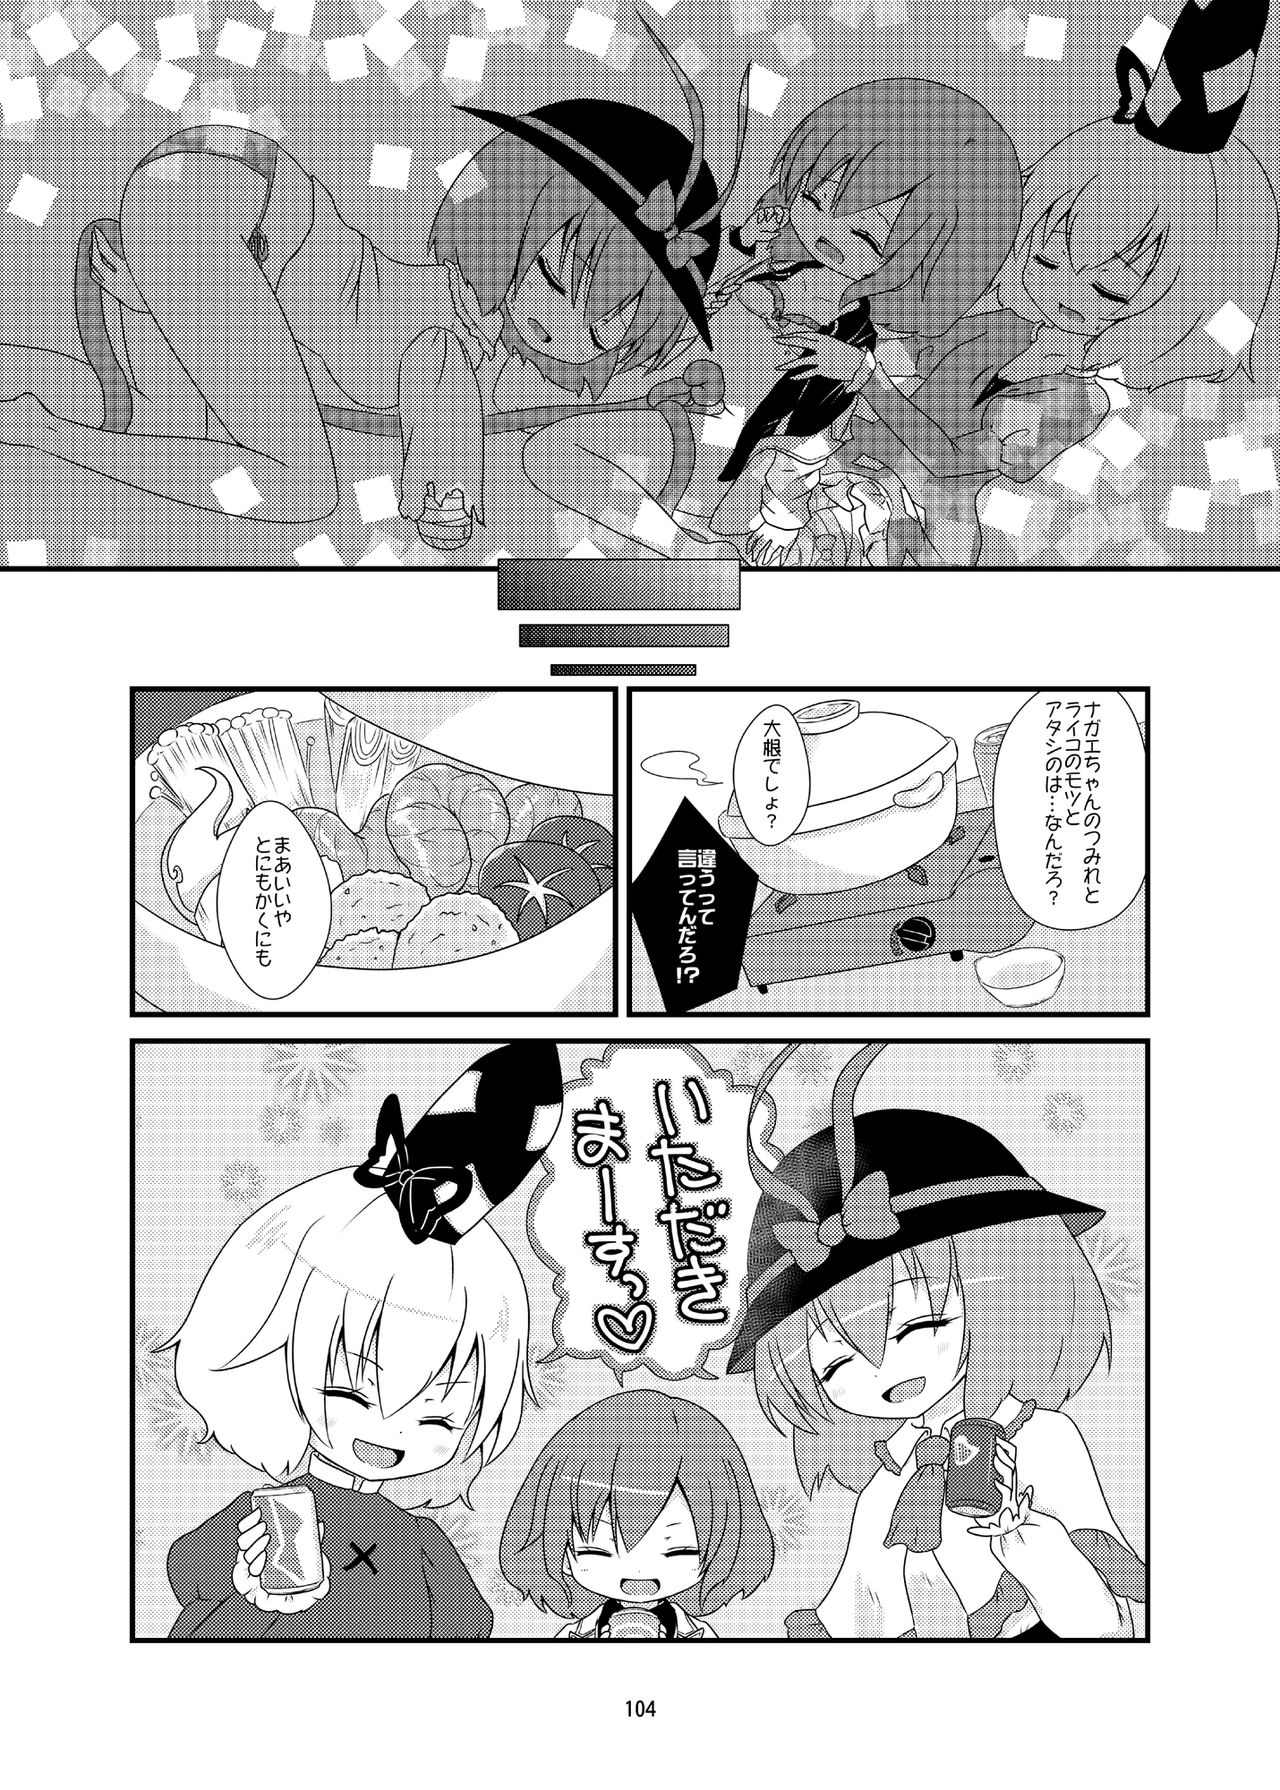 ナガエちゃんのつみれと
ライコのモツと
アタシのは…なんだろ?
大根でしょ?
違うって
言ってんだろ!?
まあいいや
とにもかくにも
いただき
まーすっ♡
104